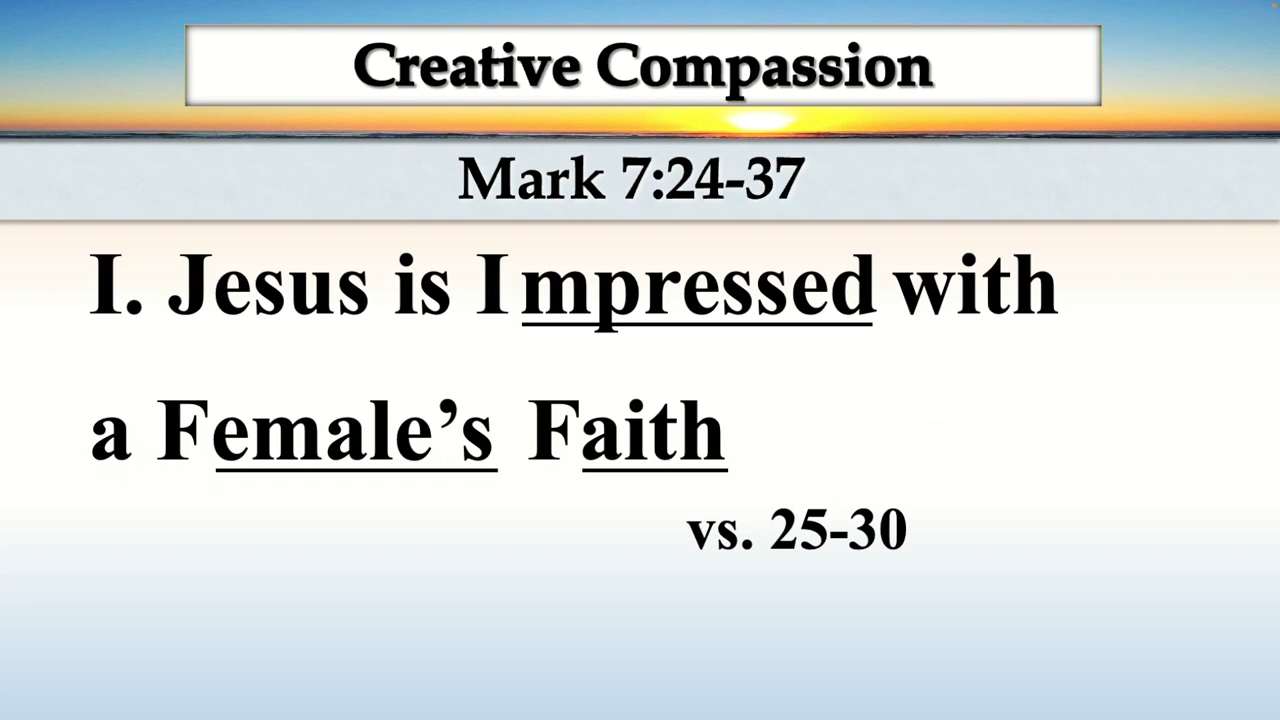 Creative Compassion
Mark 7:24-37
I. Jesus is Impressed with
a Female’s Faith
vs. 25-30